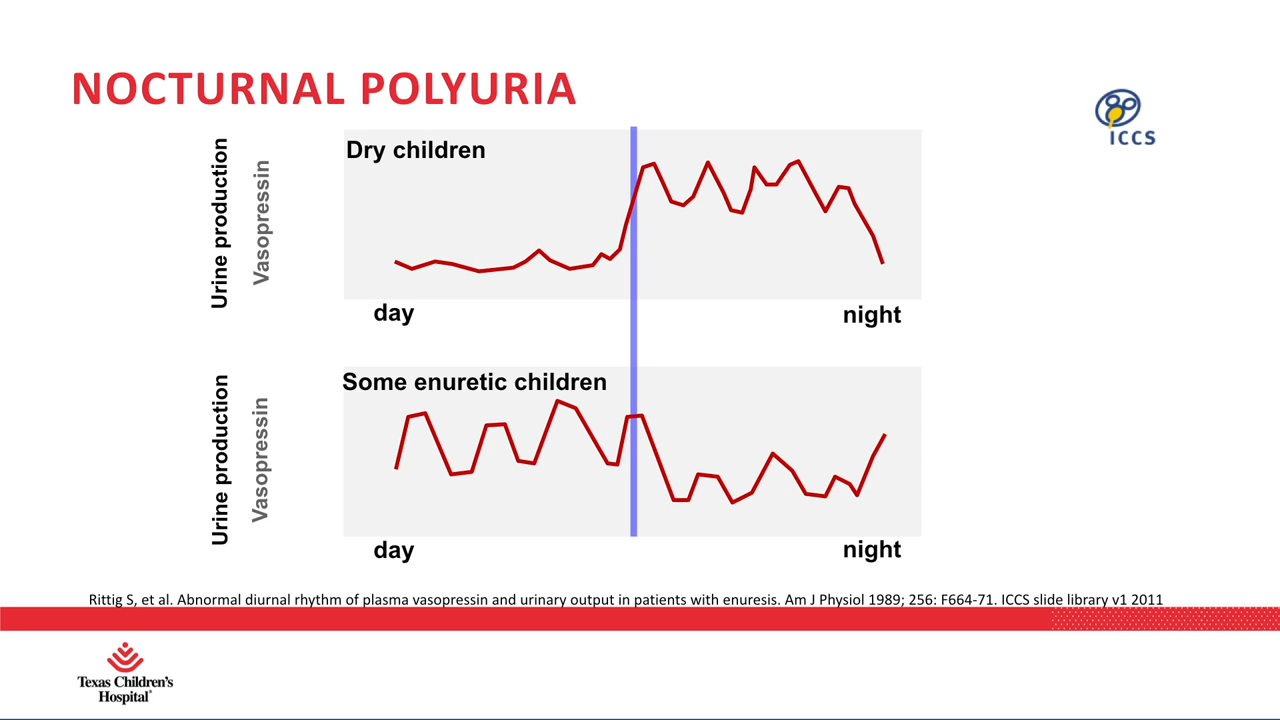 NOCTURNAL POLYURIA
ICCS
Urine production
Vasopressin
Dry children
day
night
Urine production
Vasopressin
Some enuretic children
day
night
Rittig S, et al. Abnormal diurnal rhythm of plasma vasopressin and urinary output in patients with enuresis. Am J Physiol 1989; 256: F664-71. ICCS slide library v1 2011
Texas Children's
Hospital®